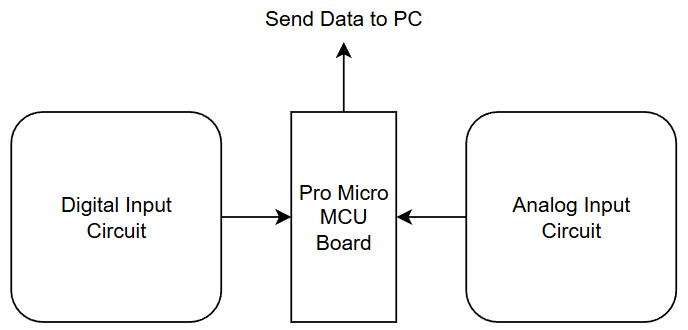 Send Data to PC
Digital Input
Circuit
Pro Micro
MCU
Board
Analog Input
Circuit